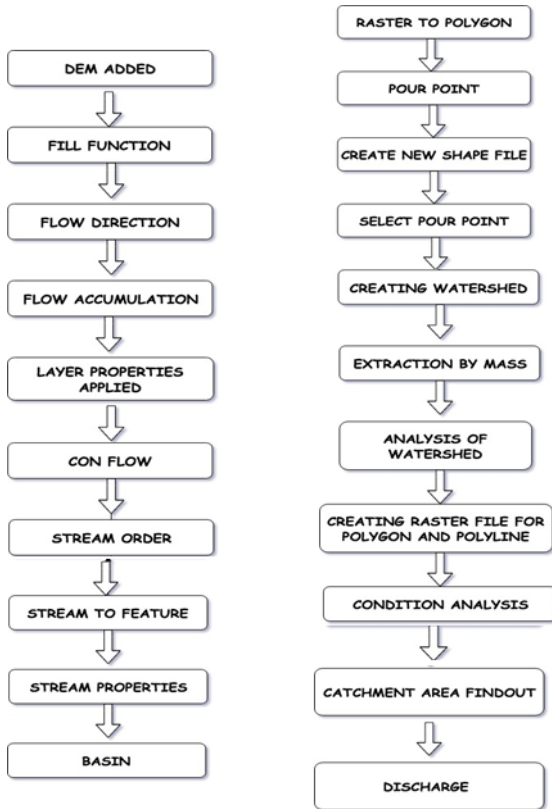 DEM ADDED
FILL FUNCTION
FLOW DIRECTION
FLOW ACCUMULATION
LAYER PROPERTIES
APPLIED
CON FLOW
STREAM ORDER
STREAM TO FEATURE
STREAM PROPERTIES
BASIN
RASTER TO POLYGON
POUR POINT
CREATE NEW SHAPE FILE
SELECT POUR POINT
CREATING WATERSHED
EXTRACTION BY MASS
ANALYSIS OF
WATERSHED
CREATING RASTER FILE FOR
POLYGON AND POLYLINE
CONDITION ANALYSIS
CATCHMENT AREA FINDOUT
DISCHARGE